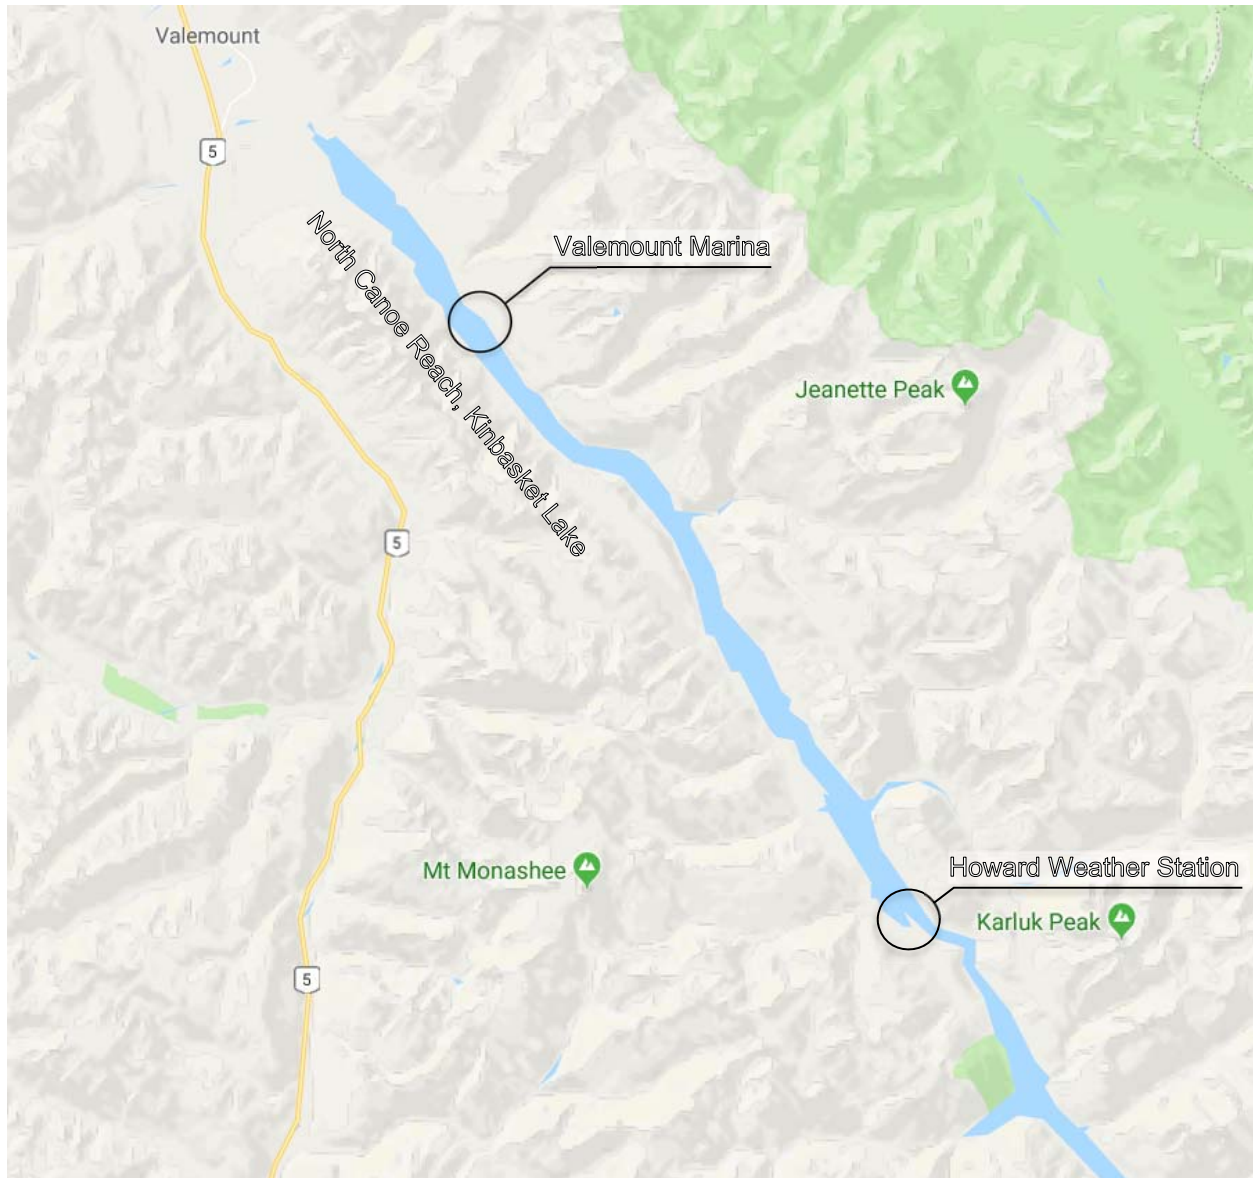 Valemount
5
Valemount Marina
North Canoe Reach, Kinbasket Lake
Jeanette Peak
5
Mt Monashee
Howard Weather Station
Karluk Peak
5